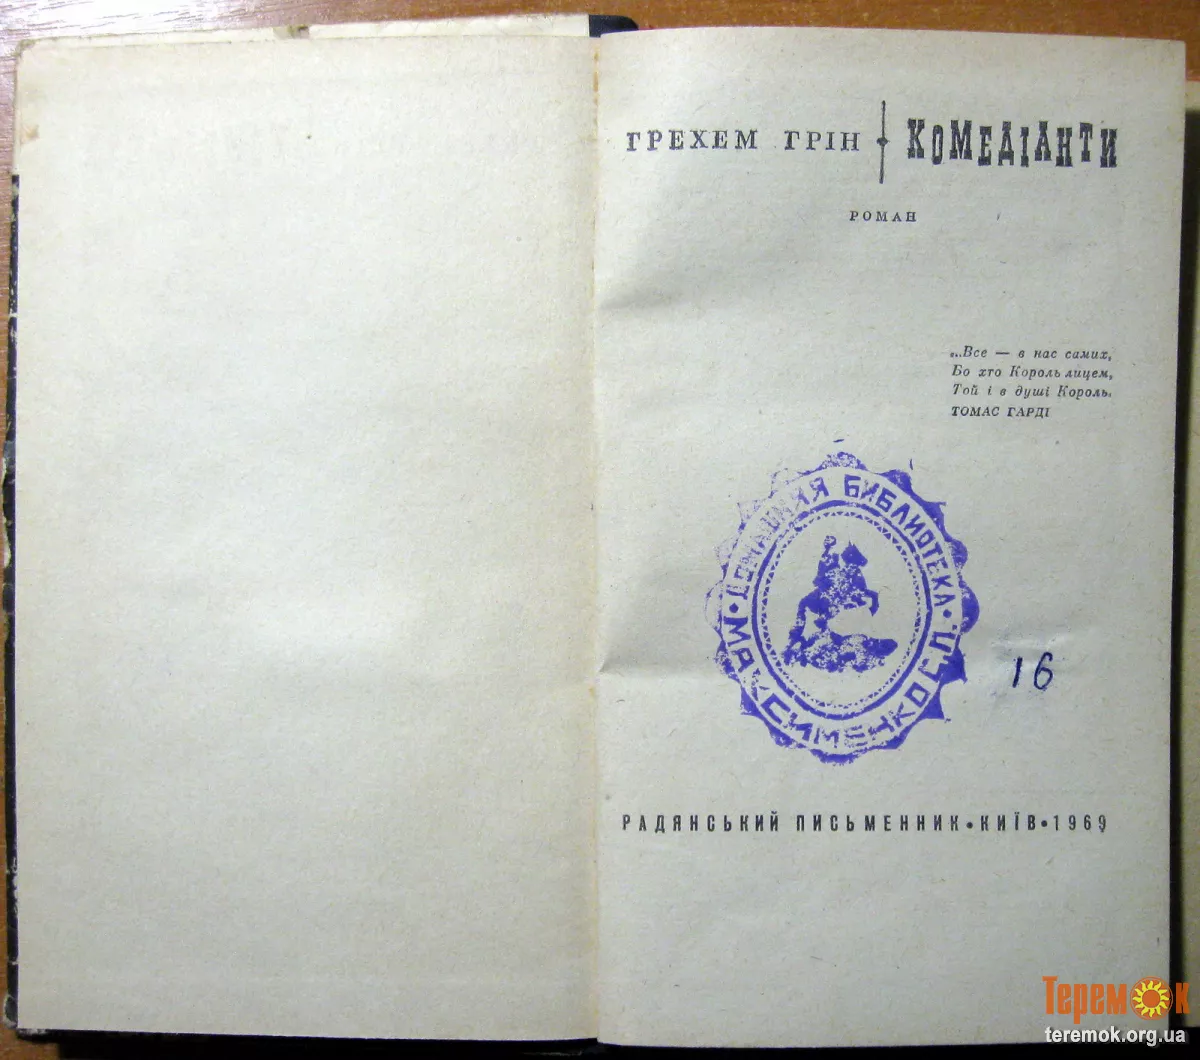 ГРЕХЕМ ГРІН
КОМЕДІАНТИ
РОМАН
...Все — в нас самих,
Бо хто Король лицем,
Той і в душі Король.
ТОМАС ГАРДІ
ДОМАШНЯЯ БИБЛИОТЕКА
МАКСИМЕНКО С.П.
16
РАДЯНСЬКИЙ ПИСЬМЕННИК•КИЇВ•1969
Теремок
teremok.org.ua